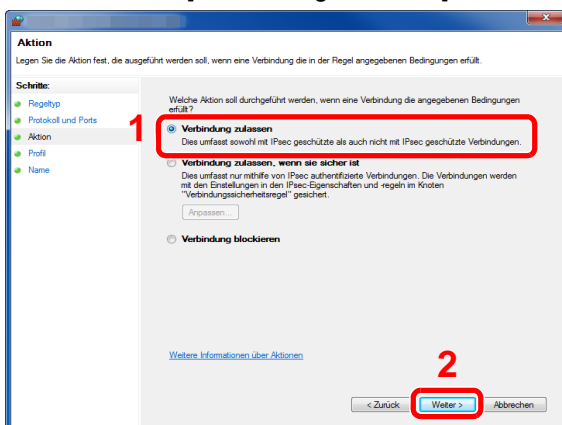 Aktion
Legen Sie die Aktion fest, die ausgeführt werden soll, wenn eine Verbindung die in der Regel angegebenen Bedingungen erfüllt.
Schritte:
Regeltyp
Protokoll und Ports
Aktion
Profil
Name
Welche Aktion soll durchgeführt werden, wenn eine Verbindung die angegebenen Bedingungen
erfüllt?
1
Verbindung zulassen
Dies umfasst sowohl mit IPsec geschützte als auch nicht mit IPsec geschützte Verbindungen.
Verbindung zulassen, wenn sie sicher ist
Dies umfasst nur mithilfe von IPsec authentifizierte Verbindungen. Die Verbindungen werden
mit den Einstellungen in den IPsec-Eigenschaften und -regeln im Knoten
"Verbindungssicherheitsregel" gesichert.
Anpassen...
Verbindung blockieren
Weitere Informationen über Aktionen
2
< Zurück
Weiter >
Abbrechen